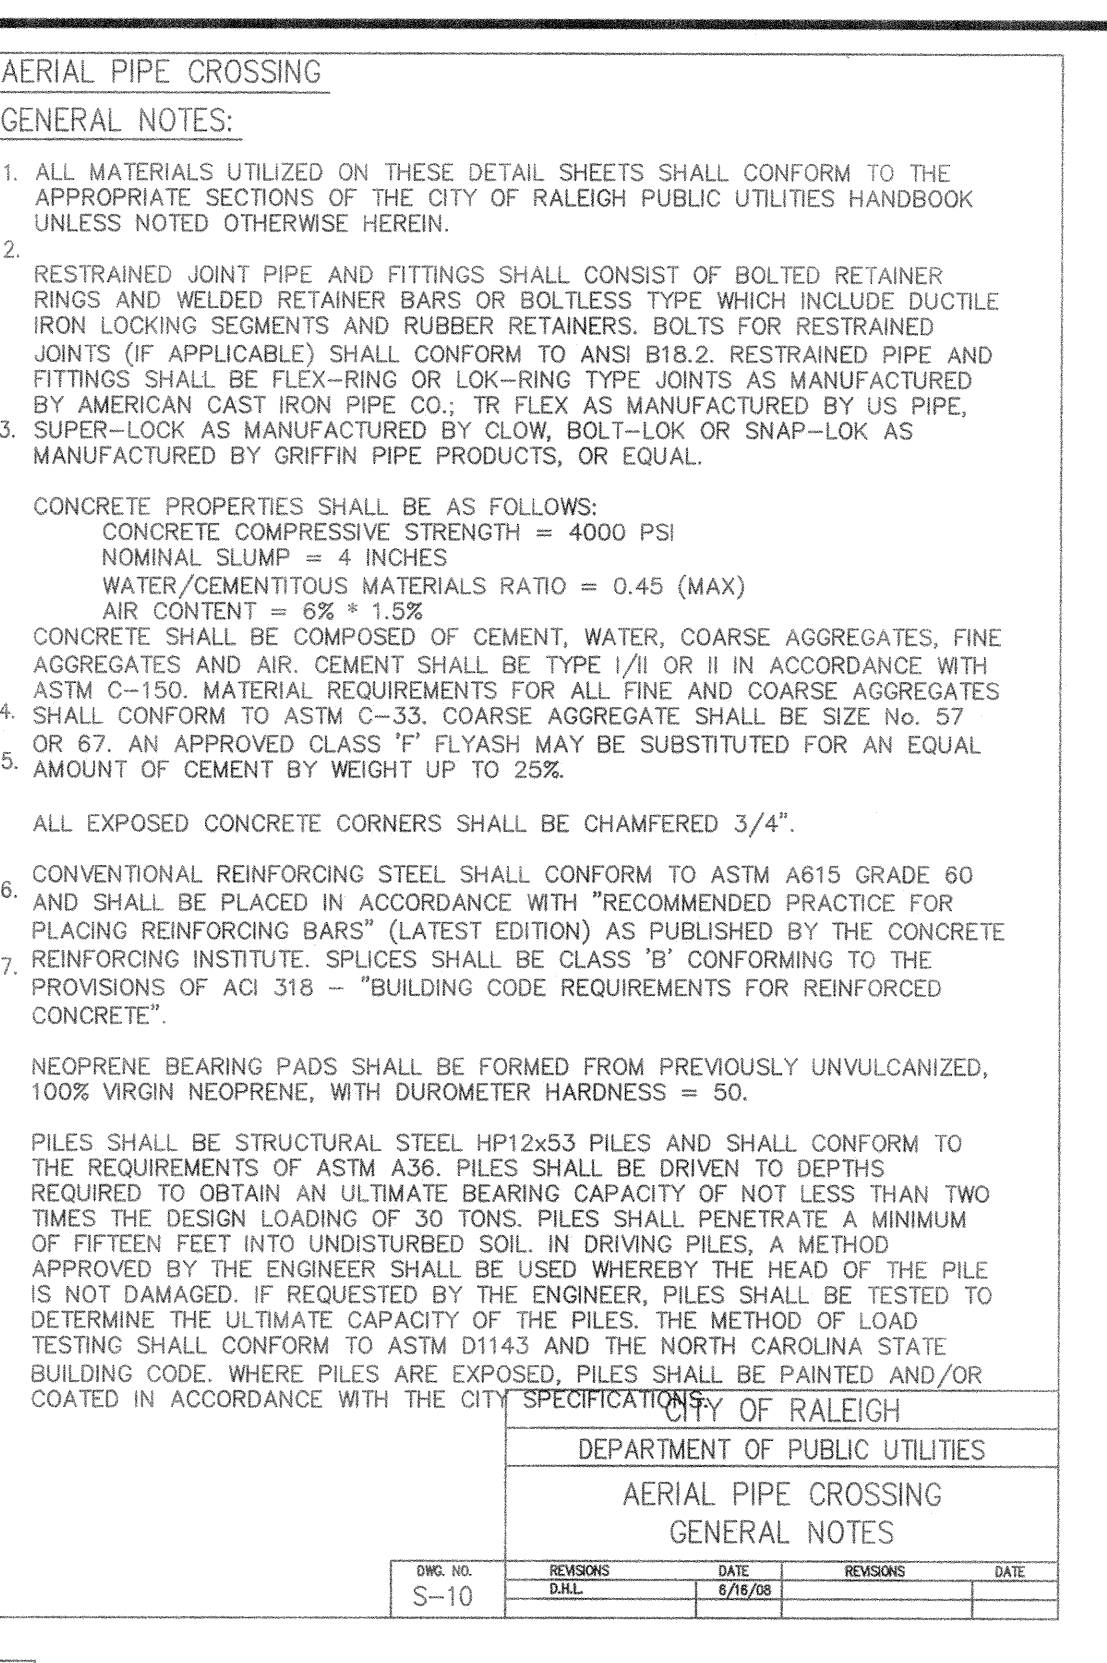 AERIAL PIPE CROSSING
GENERAL NOTES:
1. ALL MATERIALS UTILIZED ON THESE DETAIL SHEETS SHALL CONFORM TO THE
APPROPRIATE SECTIONS OF THE CITY OF RALEIGH PUBLIC UTILITIES HANDBOOK
UNLESS NOTED OTHERWISE HEREIN.
2.
RESTRAINED JOINT PIPE AND FITTINGS SHALL CONSIST OF BOLTED RETAINER
RINGS AND WELDED RETAINER BARS OR BOLTLESS TYPE WHICH INCLUDE DUCTILE
IRON LOCKING SEGMENTS AND RUBBER RETAINERS. BOLTS FOR RESTRAINED
JOINTS (IF APPLICABLE) SHALL CONFORM TO ANSI B18.2. RESTRAINED PIPE AND
FITTINGS SHALL BE FLEX-RING OR LOK-RING TYPE JOINTS AS MANUFACTURED
BY AMERICAN CAST IRON PIPE CO.; TR FLEX AS MANUFACTURED BY US PIPE,
3. SUPER-LOCK AS MANUFACTURED BY CLOW, BOLT-LOK OR SNAP-LOK AS
MANUFACTURED BY GRIFFIN PIPE PRODUCTS, OR EQUAL.
CONCRETE PROPERTIES SHALL BE AS FOLLOWS:
CONCRETE COMPRESSIVE STRENGTH = 4000 PSI
NOMINAL SLUMP = 4 INCHES
WATER/CEMENTITOUS MATERIALS RATIO = 0.45 (MAX)
AIR CONTENT = 6% * 1.5%
CONCRETE SHALL BE COMPOSED OF CEMENT, WATER, COARSE AGGREGATES, FINE
AGGREGATES AND AIR. CEMENT SHALL BE TYPE I/II OR II IN ACCORDANCE WITH
ASTM C-150. MATERIAL REQUIREMENTS FOR ALL FINE AND COARSE AGGREGATES
4. SHALL CONFORM TO ASTM C-33. COARSE AGGREGATE SHALL BE SIZE No. 57
OR 67. AN APPROVED CLASS 'F' FLYASH MAY BE SUBSTITUTED FOR AN EQUAL
5. AMOUNT OF CEMENT BY WEIGHT UP TO 25%.
ALL EXPOSED CONCRETE CORNERS SHALL BE CHAMFERED 3/4".
CONVENTIONAL REINFORCING STEEL SHALL CONFORM TO ASTM A615 GRADE 60
6. AND SHALL BE PLACED IN ACCORDANCE WITH "RECOMMENDED PRACTICE FOR
PLACING REINFORCING BARS" (LATEST EDITION) AS PUBLISHED BY THE CONCRETE
7. REINFORCING INSTITUTE. SPLICES SHALL BE CLASS 'B' CONFORMING TO THE
PROVISIONS OF ACI 318 - "BUILDING CODE REQUIREMENTS FOR REINFORCED
CONCRETE".
NEOPRENE BEARING PADS SHALL BE FORMED FROM PREVIOUSLY UNVULCANIZED,
100% VIRGIN NEOPRENE, WITH DUROMETER HARDNESS = 50.
PILES SHALL BE STRUCTURAL STEEL HP12x53 PILES AND SHALL CONFORM TO
THE REQUIREMENTS OF ASTM A36. PILES SHALL BE DRIVEN TO DEPTHS
REQUIRED TO OBTAIN AN ULTIMATE BEARING CAPACITY OF NOT LESS THAN TWO
TIMES THE DESIGN LOADING OF 30 TONS. PILES SHALL PENETRATE A MINIMUM
OF FIFTEEN FEET INTO UNDISTURBED SOIL. IN DRIVING PILES, A METHOD
APPROVED BY THE ENGINEER SHALL BE USED WHEREBY THE HEAD OF THE PILE
IS NOT DAMAGED. IF REQUESTED BY THE ENGINEER, PILES SHALL BE TESTED TO
DETERMINE THE ULTIMATE CAPACITY OF THE PILES. THE METHOD OF LOAD
TESTING SHALL CONFORM TO ASTM D1143 AND THE NORTH CAROLINA STATE
BUILDING CODE. WHERE PILES ARE EXPOSED, PILES SHALL BE PAINTED AND/OR
COATED IN ACCORDANCE WITH THE CITY SPECIFICATIONS.
CITY OF RALEIGH
DEPARTMENT OF PUBLIC UTILITIES
AERIAL PIPE CROSSING
GENERAL NOTES
DWG. NO. REVISIONS DATE REVISIONS DATE
S-10 D.H.L. 6/16/08